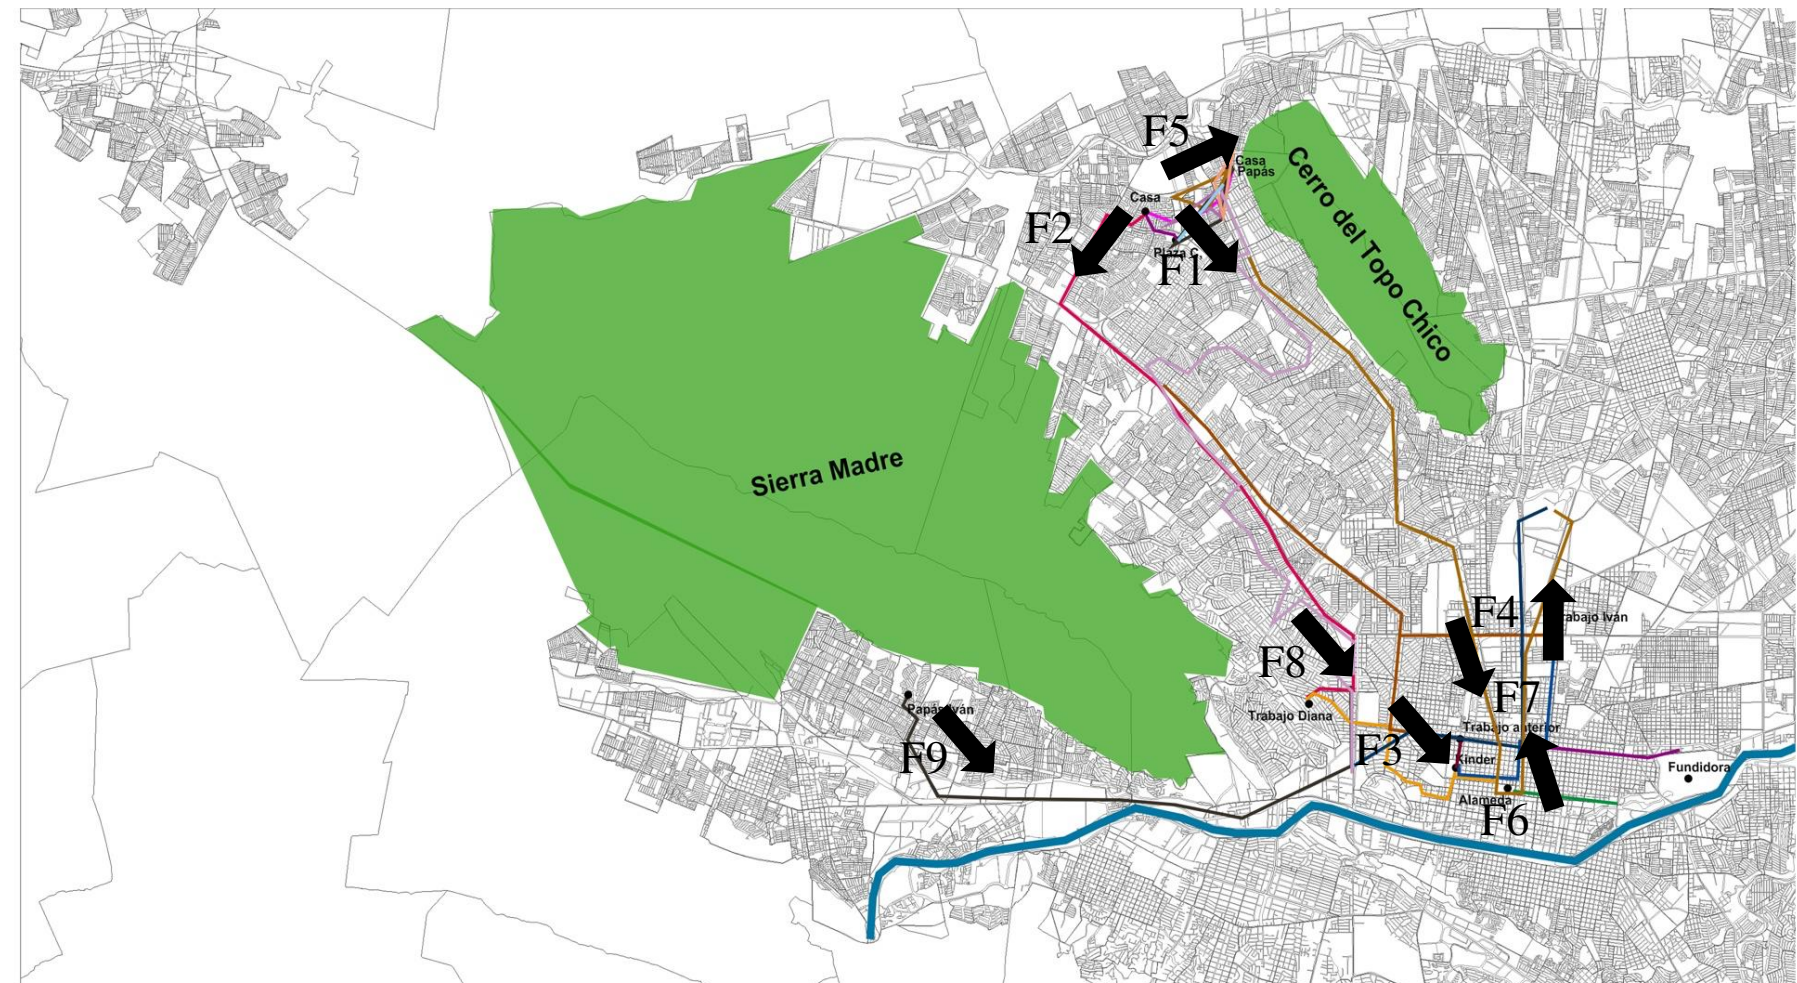 F5
Casa
Papás
Cerro del Topo Chico
Casa
F2
Plaza C.
F1
Sierra Madre
F4
Trabajo Iván
F8
F7
Papás Iván
Trabajo Diana
Trabajo anterior
F9
F3
Kinder
Fundidora
Alameda
F6